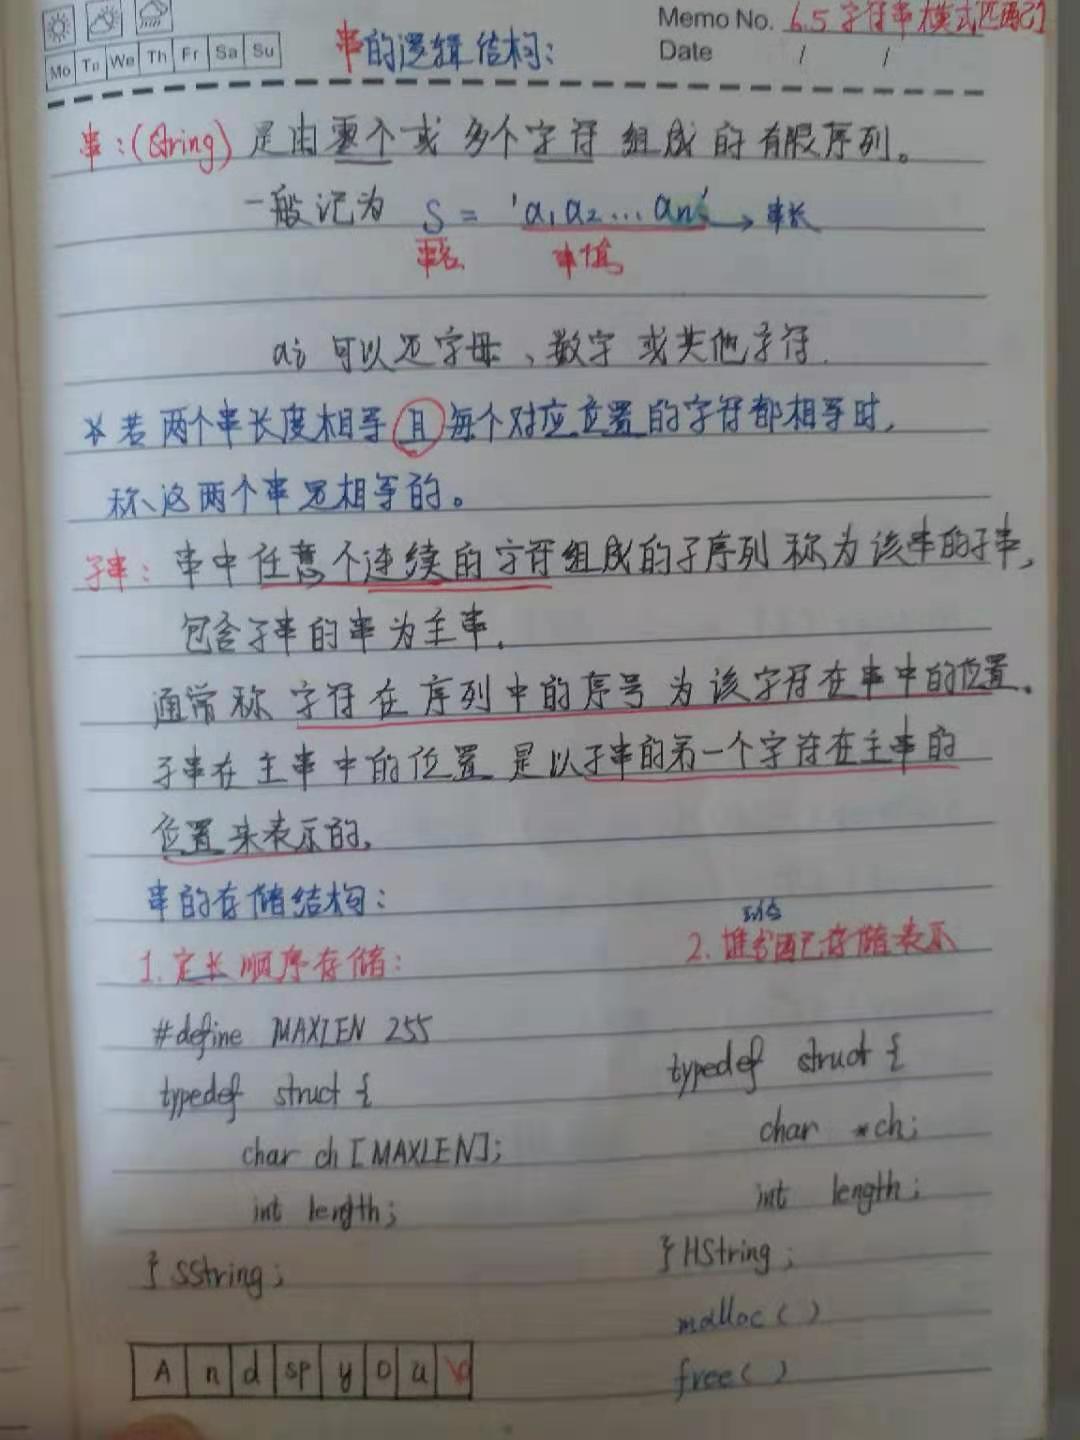 Memo No. 6.5 字符串模式匹配
Mo Tu We Th Fr Sa Su
Date / /
串的逻辑结构:
串:(String) 是由零个或多个字符组成的有限序列。
一般记为 S = 'a₁a₂...aₙ' → 串长
串名 串值
ai 可以是字母、数字或其他字符.
* 若两个串长度相等且每个对应位置的字符都相等时,
称这两个串是相等的。
子串: 串中任意个连续的字符组成的子序列称为该串的子串,
包含子串的串为主串.
通常称字符在序列中的序号为该字符在串中的位置.
子串在主串中的位置是以子串的第一个字符在主串的
位置来表示的.
串的存储结构:
1. 定长顺序存储:
#define MAXLEN 255
typedef struct {
char ch [MAXLEN];
int length;
} SString;
A n d sp y o u \0
动态
2. 堆分配存储表示
typedef struct {
char *ch;
int length;
} HString;
malloc ( )
free ( )